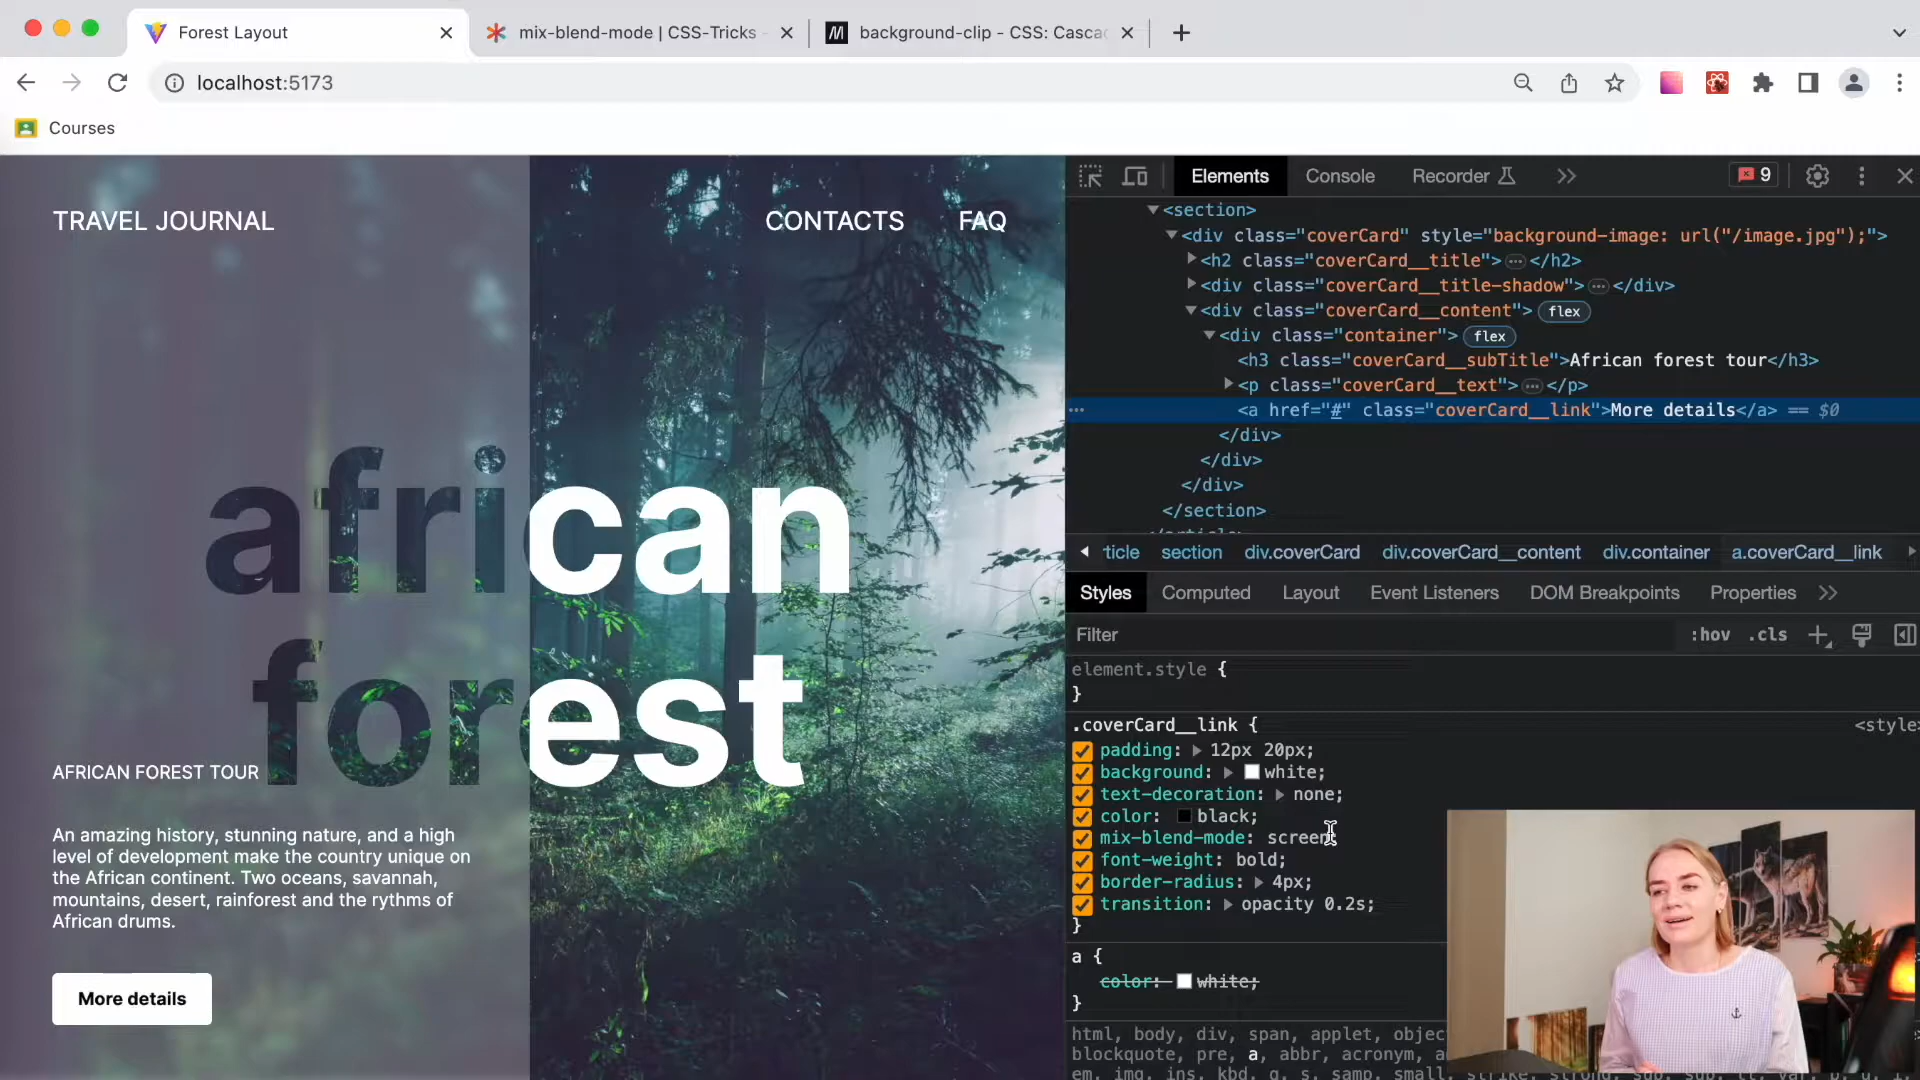 Forest Layout
mix-blend-mode | CSS-Tricks -
background-clip - CSS: Casca
localhost:5173
Courses
TRAVEL JOURNAL
CONTACTS
FAQ
african
forest
AFRICAN FOREST TOUR
An amazing history, stunning nature, and a high
level of development make the country unique on
the African continent. Two oceans, savannah,
mountains, desert, rainforest and the rythms of
African drums.
More details
Elements
Console
Recorder
9
<section>
<div class="coverCard" style="background-image: url("/image.jpg");">
<h2 class="coverCard__title">…</h2>
<div class="coverCard__title-shadow">…</div>
<div class="coverCard__content"> flex
<div class="container"> flex
<h3 class="coverCard__subTitle">African forest tour</h3>
<p class="coverCard__text">…</p>
<a href="#" class="coverCard__link">More details</a> == $0
</div>
</div>
</div>
</section>
ticle section div.coverCard div.coverCard__content div.container a.coverCard__link
Styles Computed Layout Event Listeners DOM Breakpoints Properties
Filter
:hov .cls
element.style {
}
.coverCard__link {
<style>
padding: 12px 20px;
background: white;
text-decoration: none;
color: black;
mix-blend-mode: screen;
font-weight: bold;
border-radius: 4px;
transition: opacity 0.2s;
}
a {
color: white;
}
html, body, div, span, applet, objec
blockquote, pre, a, abbr, acronym, a
em, img, ins, kbd, q, s, samp, small,